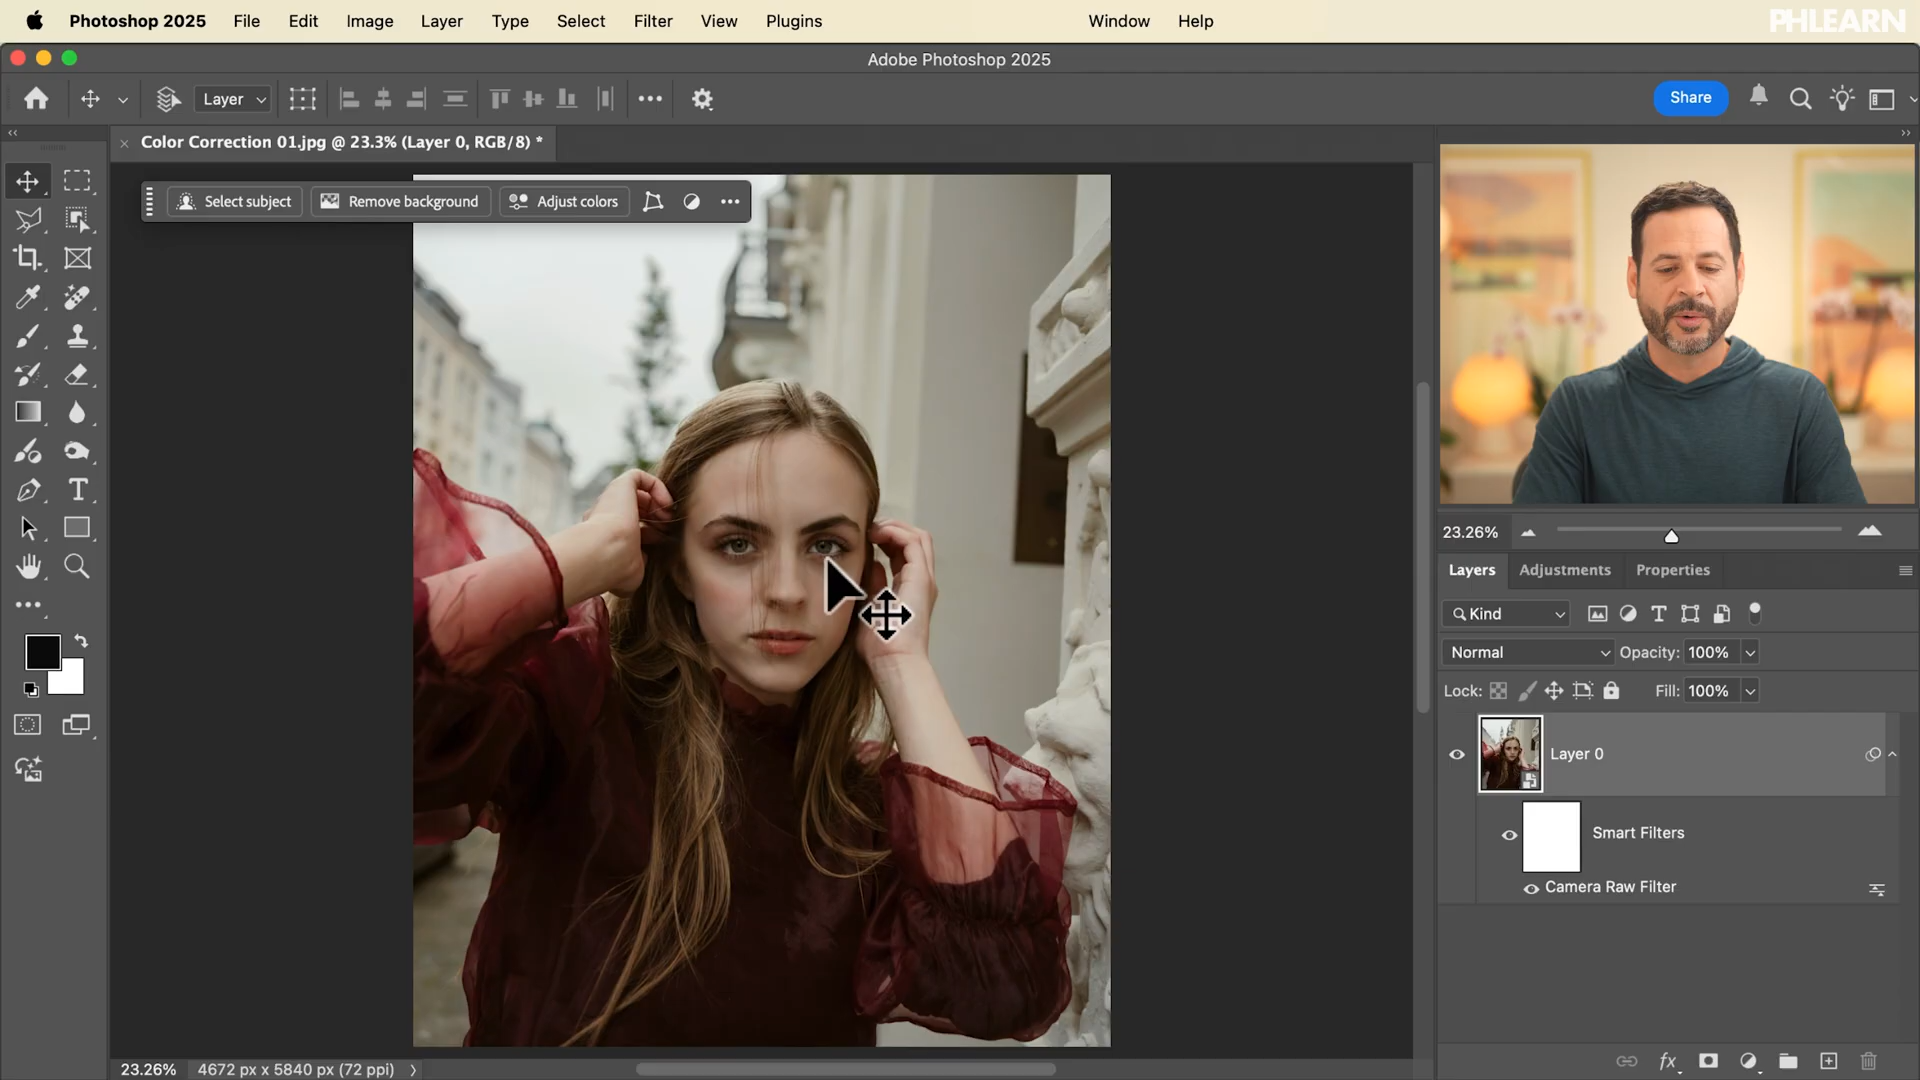 Photoshop 2025 File Edit Image Layer Type Select Filter View Plugins Window Help
PHLEARN
Adobe Photoshop 2025
Layer
Share
Color Correction 01.jpg @ 23.3% (Layer 0, RGB/8) *
Select subject Remove background Adjust colors
23.26%
Layers Adjustments Properties
Kind
Normal Opacity: 100%
Lock: Fill: 100%
Layer 0
Smart Filters
Camera Raw Filter
23.26% 4672 px x 5840 px (72 ppi)